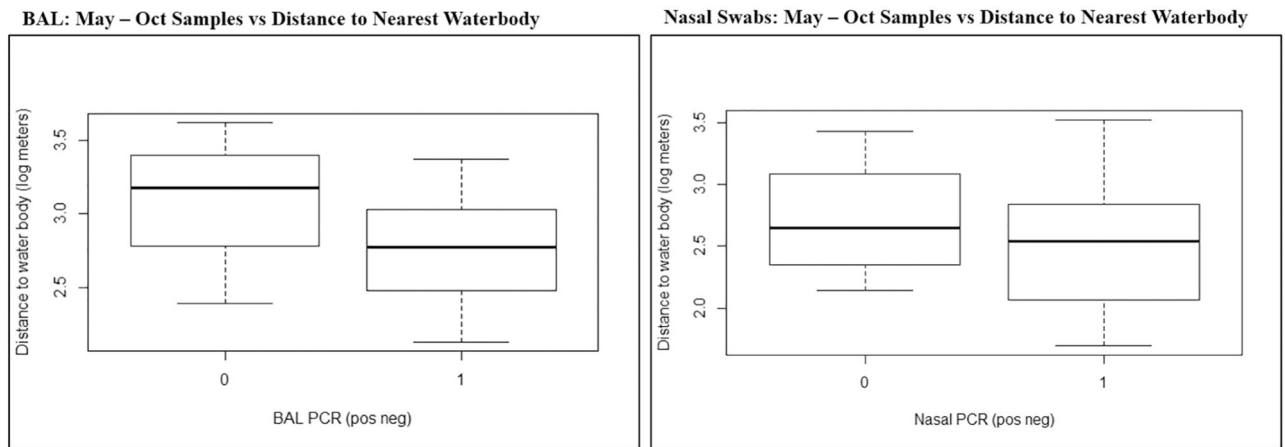 BAL: May – Oct Samples vs Distance to Nearest Waterbody
Distance to water body (log meters)
3.5
3.0
2.5
0
1
BAL PCR (pos neg)
Nasal Swabs: May – Oct Samples vs Distance to Nearest Waterbody
Distance to water body (log meters)
3.5
3.0
2.5
2.0
0
1
Nasal PCR (pos neg)